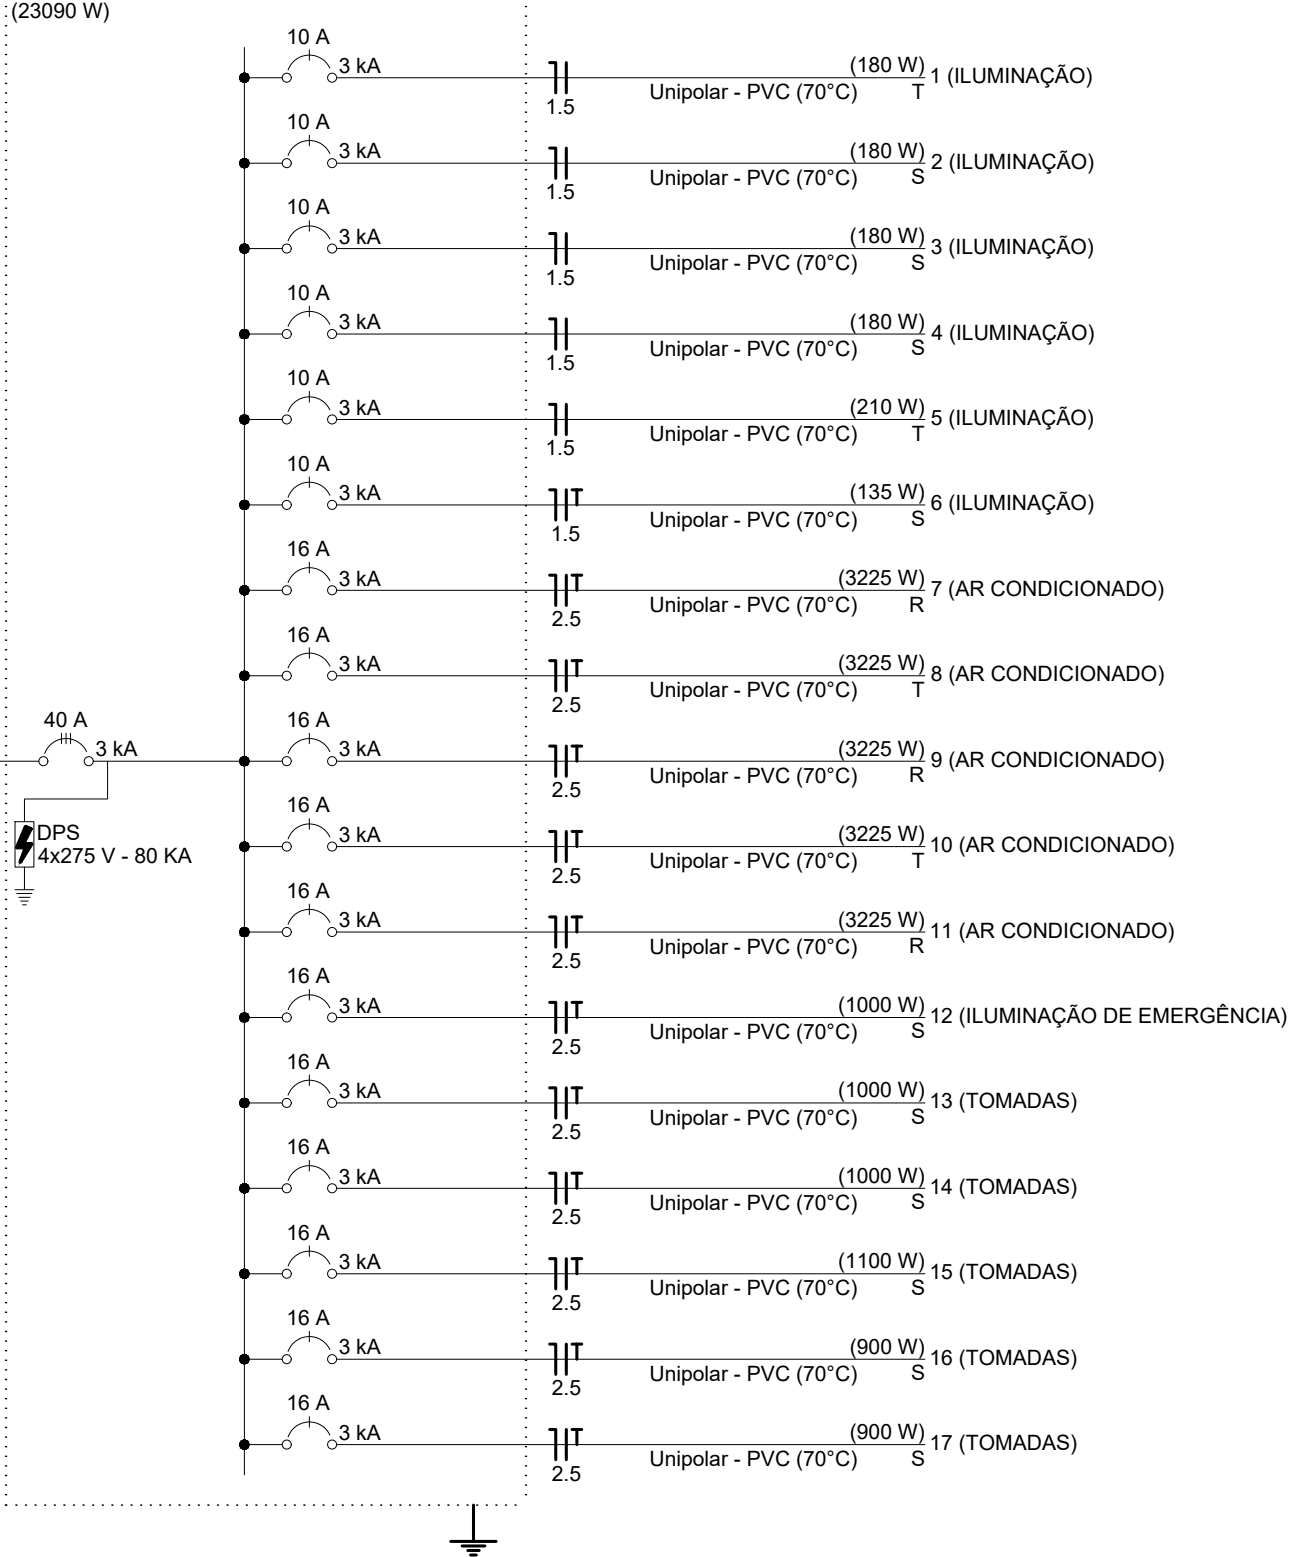 (23090 W)
10 A
3 kA
1.5
(180 W)
Unipolar - PVC (70°C)
T
1 (ILUMINAÇÃO)
10 A
3 kA
1.5
(180 W)
Unipolar - PVC (70°C)
S
2 (ILUMINAÇÃO)
10 A
3 kA
1.5
(180 W)
Unipolar - PVC (70°C)
S
3 (ILUMINAÇÃO)
10 A
3 kA
1.5
(180 W)
Unipolar - PVC (70°C)
S
4 (ILUMINAÇÃO)
10 A
3 kA
1.5
(210 W)
Unipolar - PVC (70°C)
T
5 (ILUMINAÇÃO)
10 A
3 kA
1.5
(135 W)
Unipolar - PVC (70°C)
S
6 (ILUMINAÇÃO)
16 A
3 kA
2.5
(3225 W)
Unipolar - PVC (70°C)
R
7 (AR CONDICIONADO)
16 A
3 kA
2.5
(3225 W)
Unipolar - PVC (70°C)
T
8 (AR CONDICIONADO)
40 A
3 kA
DPS
4x275 V - 80 KA
16 A
3 kA
2.5
(3225 W)
Unipolar - PVC (70°C)
R
9 (AR CONDICIONADO)
16 A
3 kA
2.5
(3225 W)
Unipolar - PVC (70°C)
T
10 (AR CONDICIONADO)
16 A
3 kA
2.5
(3225 W)
Unipolar - PVC (70°C)
R
11 (AR CONDICIONADO)
16 A
3 kA
2.5
(1000 W)
Unipolar - PVC (70°C)
S
12 (ILUMINAÇÃO DE EMERGÊNCIA)
16 A
3 kA
2.5
(1000 W)
Unipolar - PVC (70°C)
S
13 (TOMADAS)
16 A
3 kA
2.5
(1000 W)
Unipolar - PVC (70°C)
S
14 (TOMADAS)
16 A
3 kA
2.5
(1100 W)
Unipolar - PVC (70°C)
S
15 (TOMADAS)
16 A
3 kA
2.5
(900 W)
Unipolar - PVC (70°C)
S
16 (TOMADAS)
16 A
3 kA
2.5
(900 W)
Unipolar - PVC (70°C)
S
17 (TOMADAS)